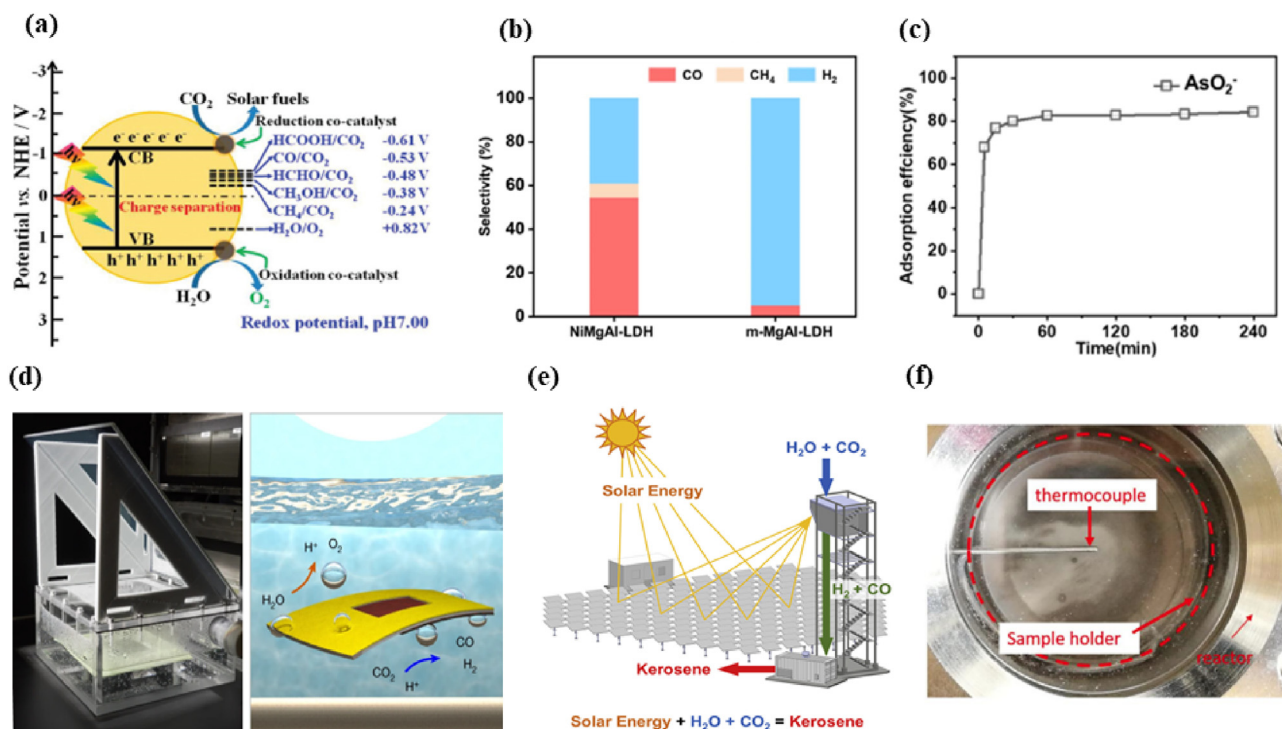 (a)
Potential vs. NHE / V
-3
-2
-1
0
1
2
3
CO₂
Solar fuels
Reduction co-catalyst
e⁻ e⁻ e⁻ e⁻ e⁻
CB
hv
hv
Charge separation
VB
h⁺ h⁺ h⁺ h⁺ h⁺
HCOOH/CO₂ -0.61 V
CO/CO₂ -0.53 V
HCHO/CO₂ -0.48 V
CH₃OH/CO₂ -0.38 V
CH₄/CO₂ -0.24 V
H₂O/O₂ +0.82 V
Oxidation co-catalyst
H₂O
O₂
Redox potential, pH7.00
(b)
CO CH₄ H₂
Selectivity (%)
100
80
60
40
20
0
NiMgAl-LDH m-MgAl-LDH
(c)
Adsorption effciency(%)
AsO₂⁻
100
80
60
40
20
0
0 60 120 180 240
Time(min)
(d)
H⁺ O₂
H₂O
CO
CO₂ H₂
H⁺
(e)
H₂O + CO₂
Solar Energy
H₂ + CO
Kerosene
Solar Energy + H₂O + CO₂ = Kerosene
(f)
thermocouple
Sample holder
reactor